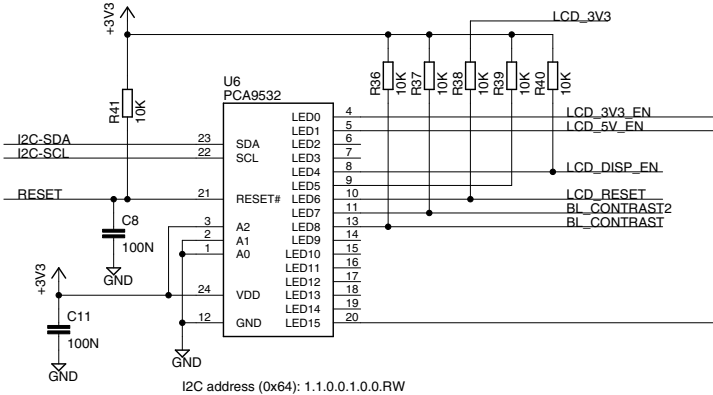 +3V3
LCD_3V3
R41
10K
R36
10K
R37
10K
R38
10K
R39
10K
R40
10K
U6
PCA9532
I2C-SDA
23
SDA
I2C-SCL
22
SCL
RESET
21
RESET#
3
A2
2
A1
1
A0
24
VDD
12
GND
LED0
4
LCD_3V3_EN
LED1
5
LCD_5V_EN
LED2
6
LED3
7
LED4
8
LCD_DISP_EN
LED5
9
LED6
10
LCD_RESET
LED7
11
BL_CONTRAST2
LED8
13
BL_CONTRAST
LED9
14
LED10
15
LED11
16
LED12
17
LED13
18
LED14
19
LED15
20
C8
100N
GND
+3V3
C11
100N
GND
GND
I2C address (0x64): 1.1.0.0.1.0.0.RW